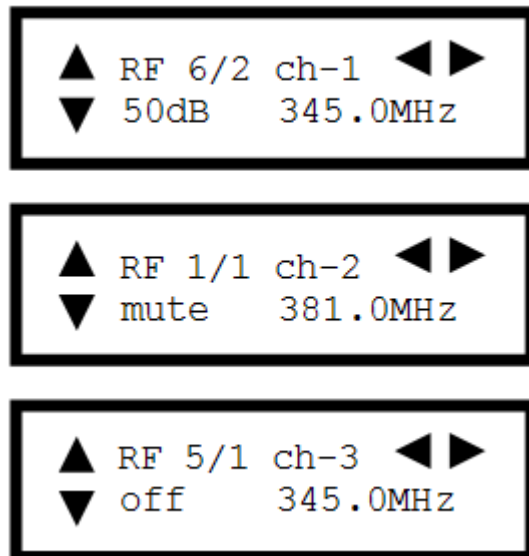 RF 6/2 ch-1
50dB 345.0MHz
RF 1/1 ch-2
mute 381.0MHz
RF 5/1 ch-3
off 345.0MHz